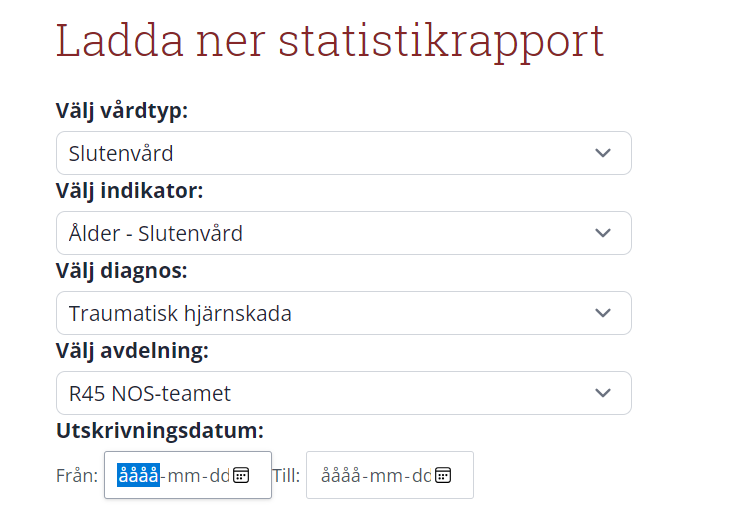 Ladda ner statistikrapport
Välj vårdtyp:
Slutenvård
Välj indikator:
Ålder - Slutenvård
Välj diagnos:
Traumatisk hjärnskada
Välj avdelning:
R45 NOS-teamet
Utskrivningsdatum:
Från: åååå-mm-dd Till: åååå-mm-dd